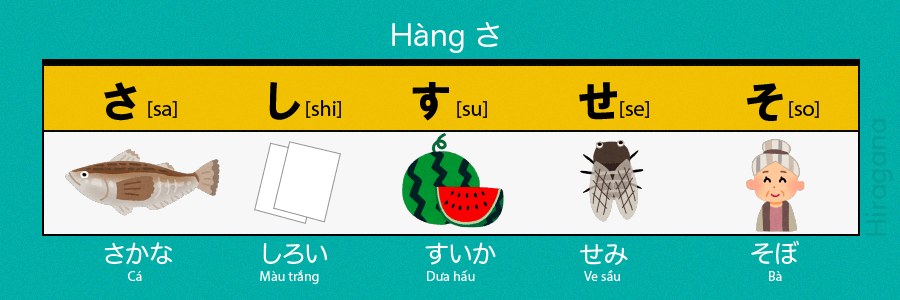 Hàng さ
さ [sa] し [shi] す [su] せ [se] そ [so]
さかな しろい すいか せみ そぼ
Cá Màu trắng Dưa hấu Ve sầu Bà
Hiragana